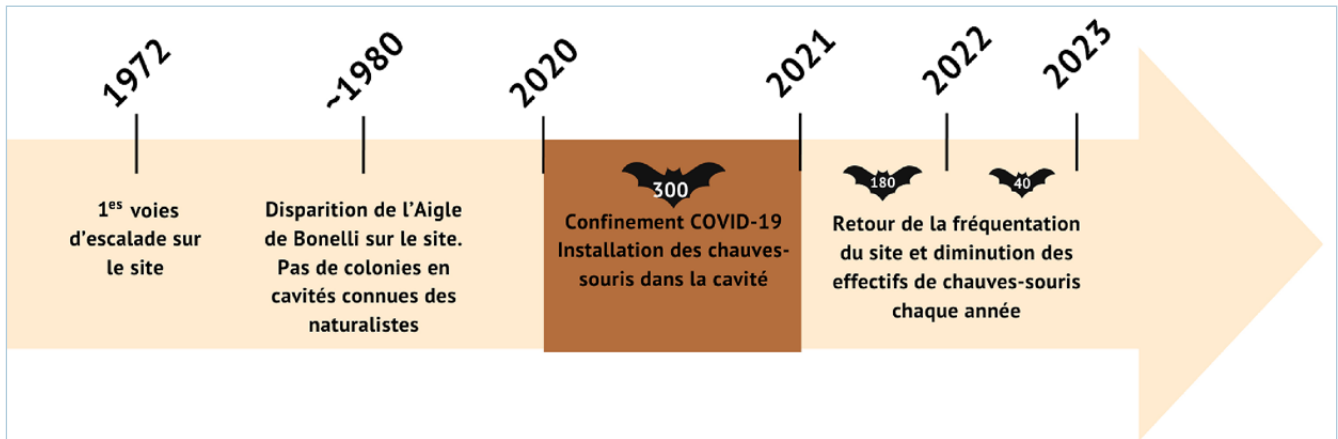 1972
~1980
2020
2021
2022
2023
1es voies
d'escalade sur
le site
Disparition de l'Aigle
de Bonelli sur le site.
Pas de colonies en
cavités connues des
naturalistes
300
Confinement COVID-19
Installation des chauves-
souris dans la cavité
180
40
Retour de la fréquentation
du site et diminution des
effectifs de chauves-souris
chaque année